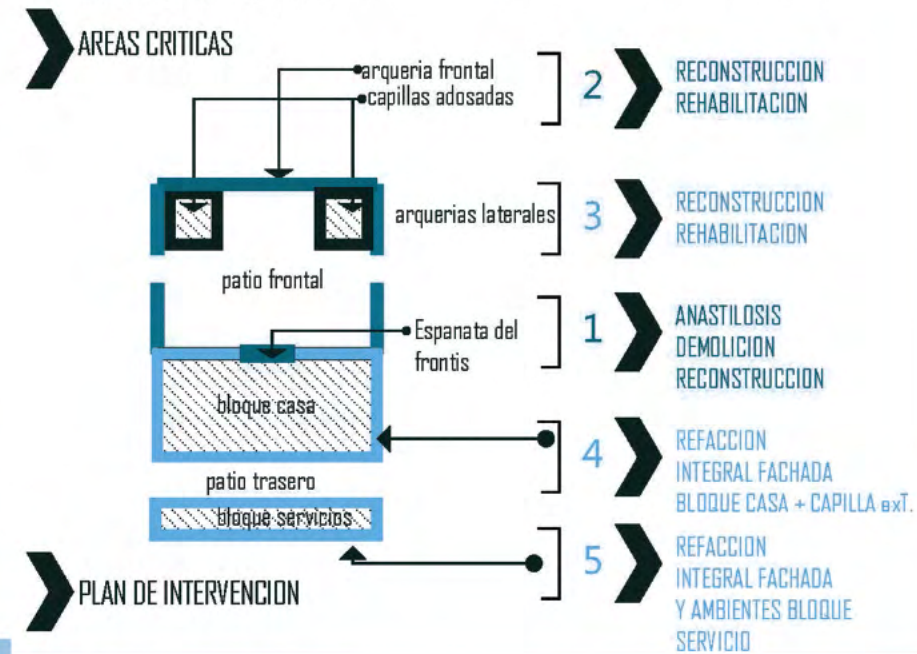 AREAS CRITICAS
arqueria frontal
capillas adosadas
2
RECONSTRUCCION
REHABILITACION
arquerias laterales
3
RECONSTRUCCION
REHABILITACION
patio frontal
Espanata del
frontis
1
ANASTILOSIS
DEMOLICION
RECONSTRUCCION
bloque casa
4
REFACCION
INTEGRAL FACHADA
BLOQUE CASA + CAPILLA exT.
patio trasero
bloque servicios
5
REFACCION
INTEGRAL FACHADA
Y AMBIENTES BLOQUE
SERVICIO
PLAN DE INTERVENCION